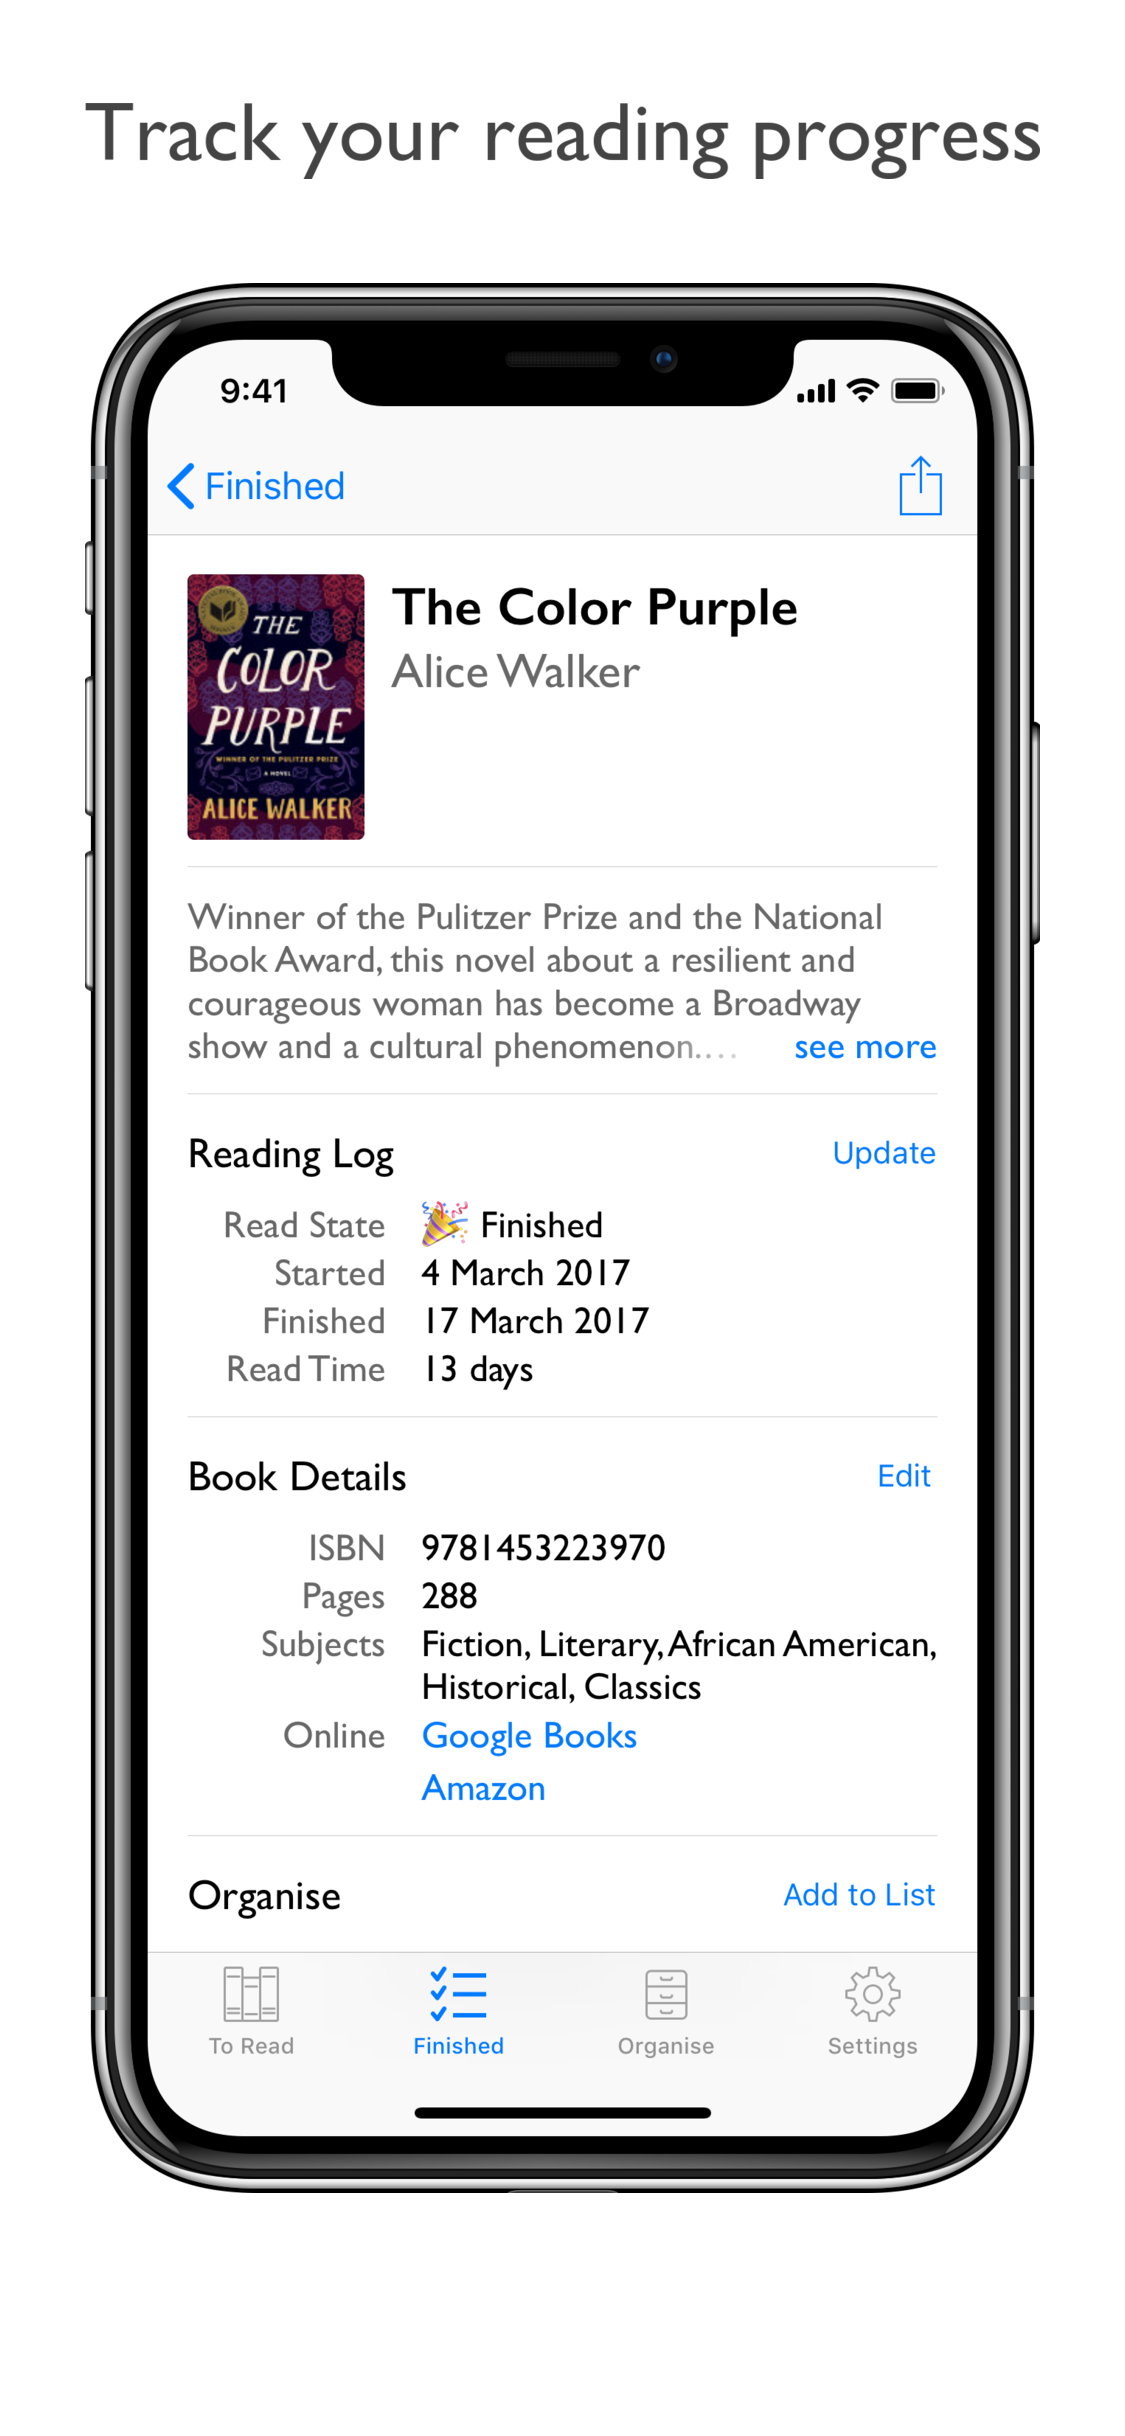 Track your reading progress
9:41
Finished
THE
COLOR
PURPLE
WINNER OF THE PULITZER PRIZE
A NOVEL
ALICE WALKER
The Color Purple
Alice Walker
Winner of the Pulitzer Prize and the National
Book Award, this novel about a resilient and
courageous woman has become a Broadway
show and a cultural phenomenon.... see more
Reading Log Update
Read State 🎉 Finished
Started 4 March 2017
Finished 17 March 2017
Read Time 13 days
Book Details Edit
ISBN 9781453223970
Pages 288
Subjects Fiction, Literary, African American,
Historical, Classics
Online Google Books
Amazon
Organise Add to List
To Read Finished Organise Settings